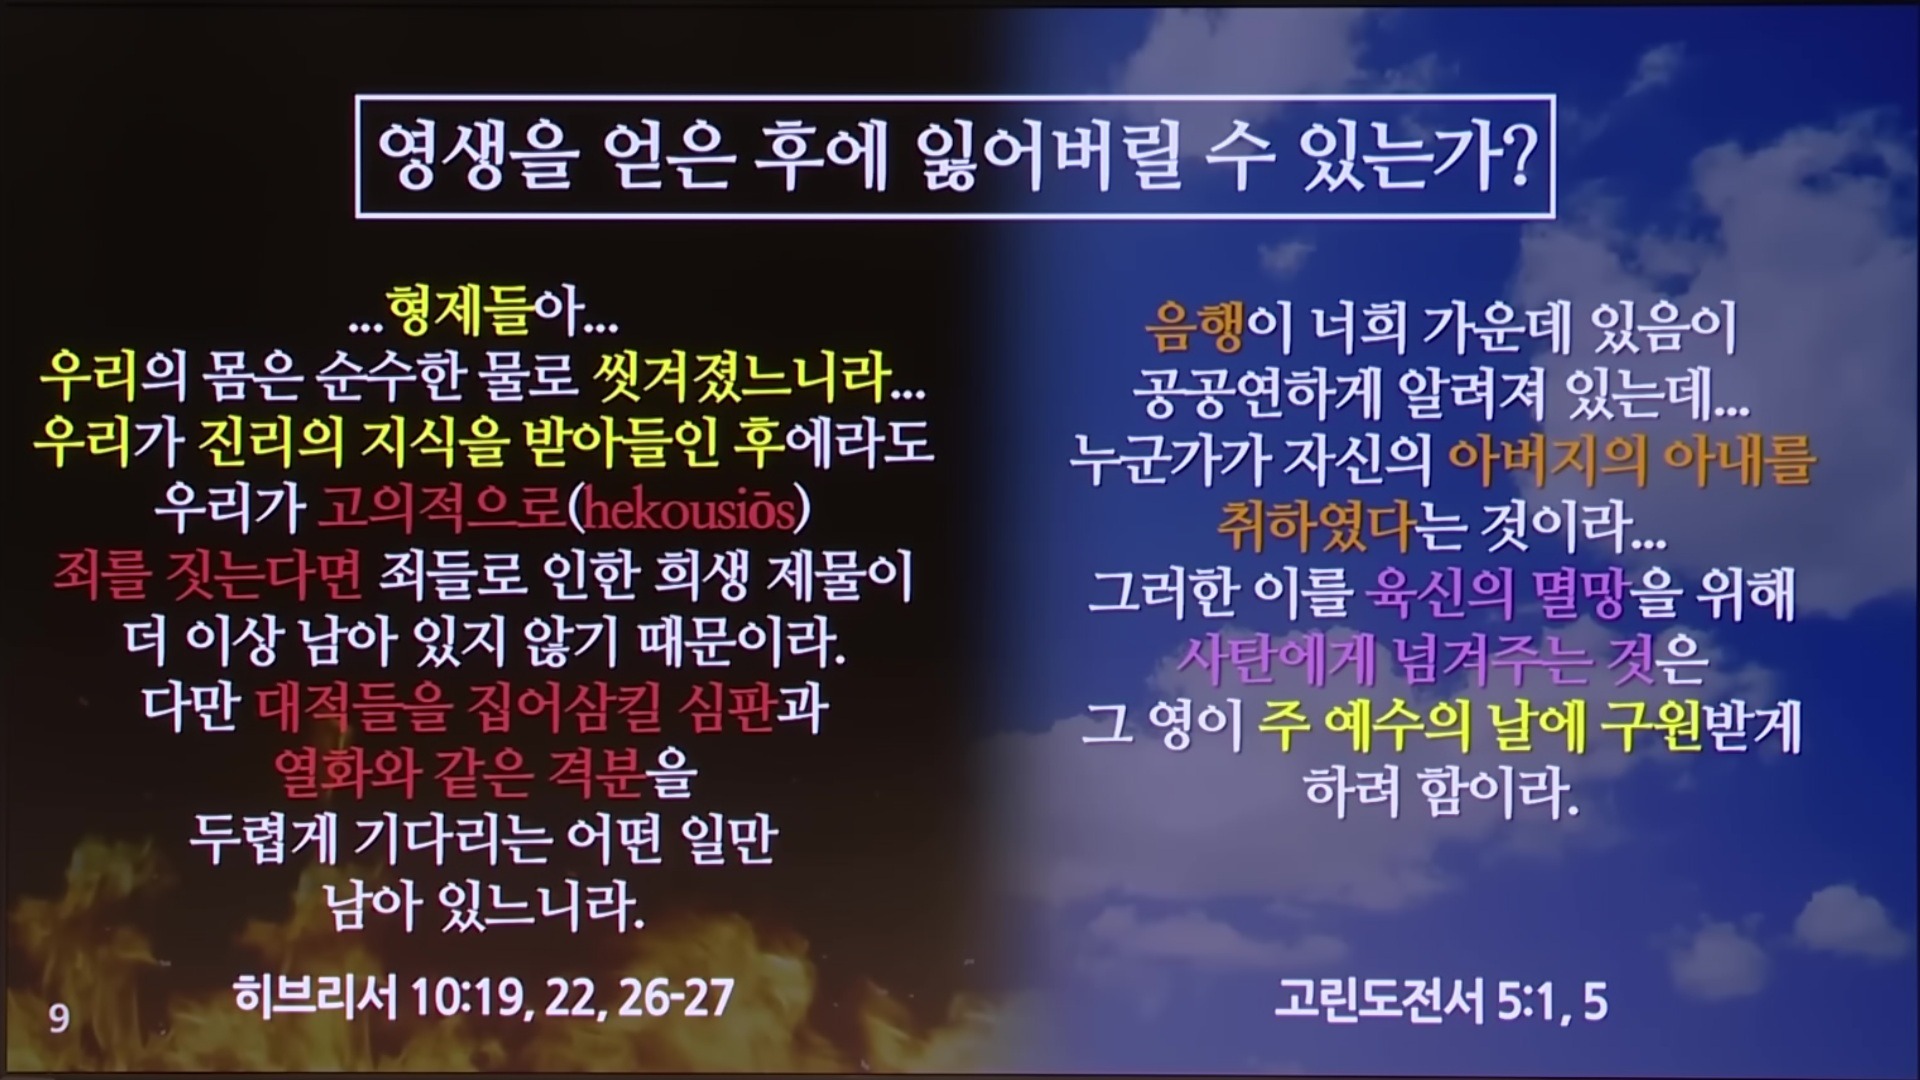 영생을 얻은 후에 잃어버릴 수 있는가?
...형제들아...
우리의 몸은 순수한 물로 씻겨졌느니라...
우리가 진리의 지식을 받아들인 후에라도
우리가 고의적으로(hekousiōs)
죄를 짓는다면 죄들로 인한 희생 제물이
더 이상 남아 있지 않기 때문이라.
다만 대적들을 집어삼킬 심판과
열화와 같은 격분을
두렵게 기다리는 어떤 일만
남아 있느니라.
히브리서 10:19, 22, 26-27
음행이 너희 가운데 있음이
공공연하게 알려져 있는데...
누군가가 자신의 아버지의 아내를
취하였다는 것이라...
그러한 이를 육신의 멸망을 위해
사탄에게 넘겨주는 것은
그 영이 주 예수의 날에 구원받게
하려 함이라.
고린도전서 5:1, 5
9